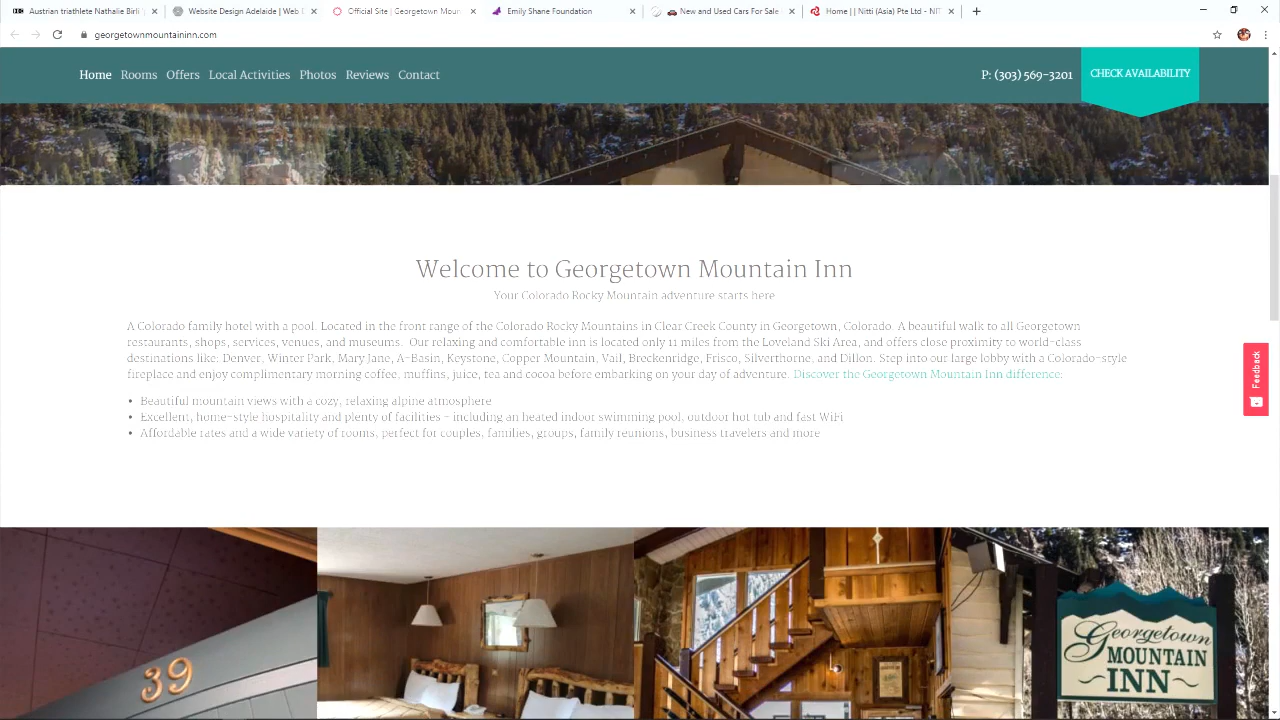 Austrian triathlete Nathalie Birli
Website Design Adelaide | Web D
Official Site | Georgetown Moun
Emily Shane Foundation
New and Used Cars For Sale
Home | | Nitti (Asia) Pte Ltd - NIT
georgetownmountaininn.com
Home Rooms Offers Local Activities Photos Reviews Contact
P: (303) 569-3201
CHECK AVAILABILITY
Welcome to Georgetown Mountain Inn
Your Colorado Rocky Mountain adventure starts here
A Colorado family hotel with a pool. Located in the front range of the Colorado Rocky Mountains in Clear Creek County in Georgetown, Colorado. A beautiful walk to all Georgetown
restaurants, shops, services, venues, and museums. Our relaxing and comfortable inn is located only 11 miles from the Loveland Ski Area, and offers close proximity to world-class
destinations like: Denver, Winter Park, Mary Jane, A-Basin, Keystone, Copper Mountain, Vail, Breckenridge, Frisco, Silverthorne, and Dillon. Step into our large lobby with a Colorado-style
fireplace and enjoy complimentary morning coffee, muffins, juice, tea and cocoa before embarking on your day of adventure. Discover the Georgetown Mountain Inn difference:
• Beautiful mountain views with a cozy, relaxing alpine atmosphere
• Excellent, home-style hospitality and plenty of facilities – including an heated indoor swimming pool, outdoor hot tub and fast WiFi
• Affordable rates and a wide variety of rooms, perfect for couples, families, groups, family reunions, business travelers and more
Feedback
39
Georgetown
MOUNTAIN
INN